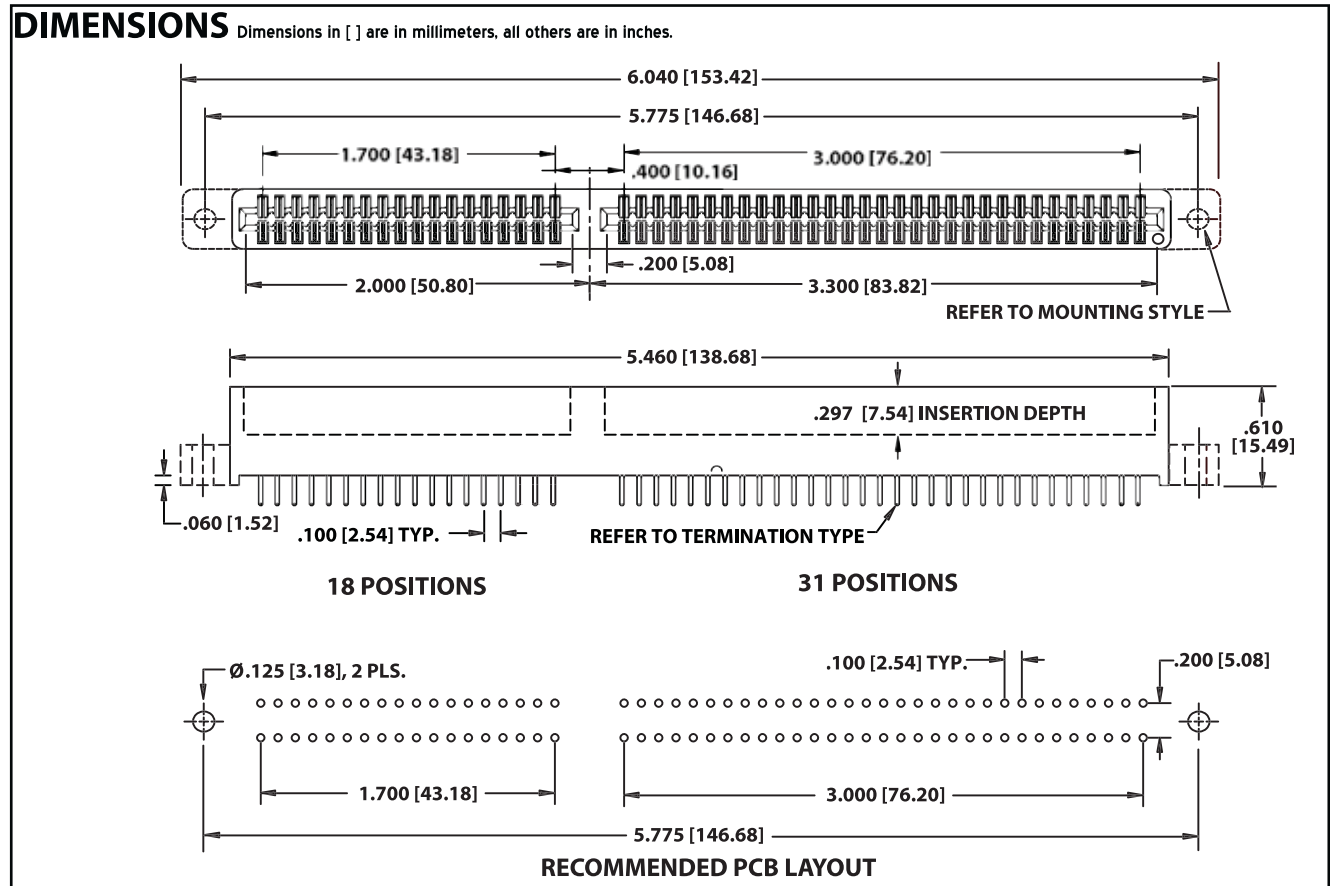 DIMENSIONS Dimensions in [ ] are in millimeters, all others are in inches.
6.040 [153.42]
5.775 [146.68]
1.700 [43.18]
3.000 [76.20]
.400 [10.16]
.200 [5.08]
2.000 [50.80]
3.300 [83.82]
REFER TO MOUNTING STYLE
5.460 [138.68]
.297 [7.54] INSERTION DEPTH
.610
[15.49]
.060 [1.52]
.100 [2.54] TYP.
REFER TO TERMINATION TYPE
18 POSITIONS
31 POSITIONS
Ø.125 [3.18], 2 PLS.
.100 [2.54] TYP.
.200 [5.08]
1.700 [43.18]
3.000 [76.20]
5.775 [146.68]
RECOMMENDED PCB LAYOUT